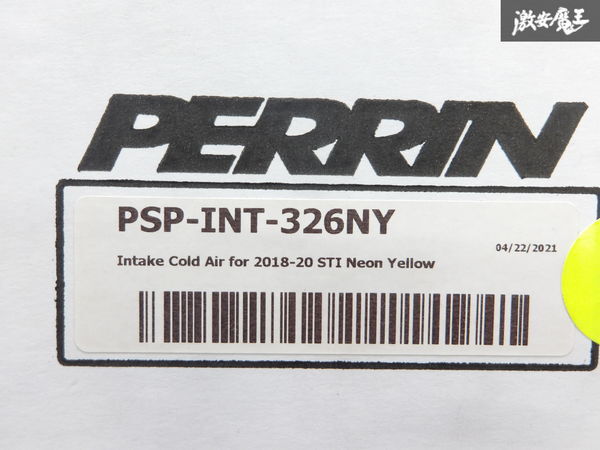 激安魔王
PERRIN
PSP-INT-326NY
04/22/2021
Intake Cold Air for 2018-20 STI Neon Yellow